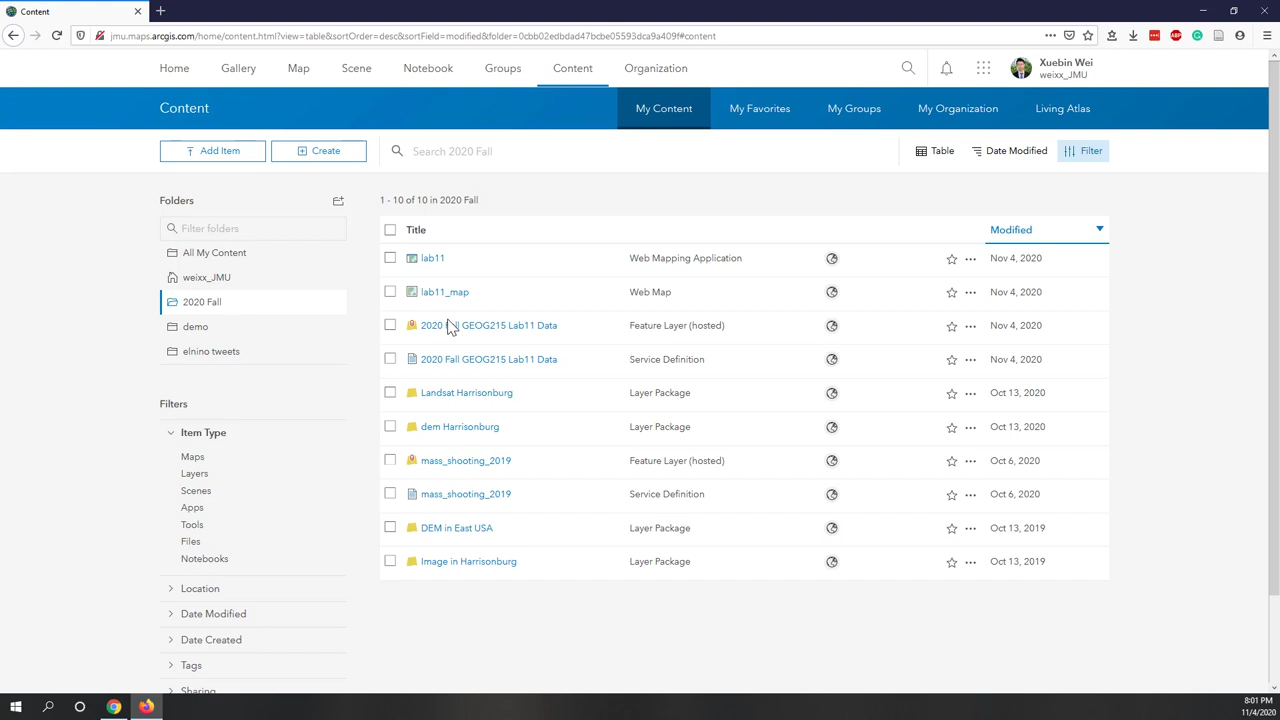 Content
jmu.maps.arcgis.com/home/content.html?view=table&sortOrder=desc&sortField=modified&folder=0cbb02edbdad47bcbe05593dca9a409f#content
Home Gallery Map Scene Notebook Groups Content Organization
Xuebin Wei
weixx_JMU
Content
My Content My Favorites My Groups My Organization Living Atlas
Add Item Create Search 2020 Fall Table Date Modified Filter
Folders
Filter folders
All My Content
weixx_JMU
2020 Fall
demo
elnino tweets
Filters
Item Type
Maps
Layers
Scenes
Apps
Tools
Files
Notebooks
Location
Date Modified
Date Created
Tags
Sharing
1 - 10 of 10 in 2020 Fall
Title Modified
lab11 Web Mapping Application Nov 4, 2020
lab11_map Web Map Nov 4, 2020
2020 Fall GEOG215 Lab11 Data Feature Layer (hosted) Nov 4, 2020
2020 Fall GEOG215 Lab11 Data Service Definition Nov 4, 2020
Landsat Harrisonburg Layer Package Oct 13, 2020
dem Harrisonburg Layer Package Oct 13, 2020
mass_shooting_2019 Feature Layer (hosted) Oct 6, 2020
mass_shooting_2019 Service Definition Oct 6, 2020
DEM in East USA Layer Package Oct 13, 2019
Image in Harrisonburg Layer Package Oct 13, 2019
8:01 PM
11/4/2020